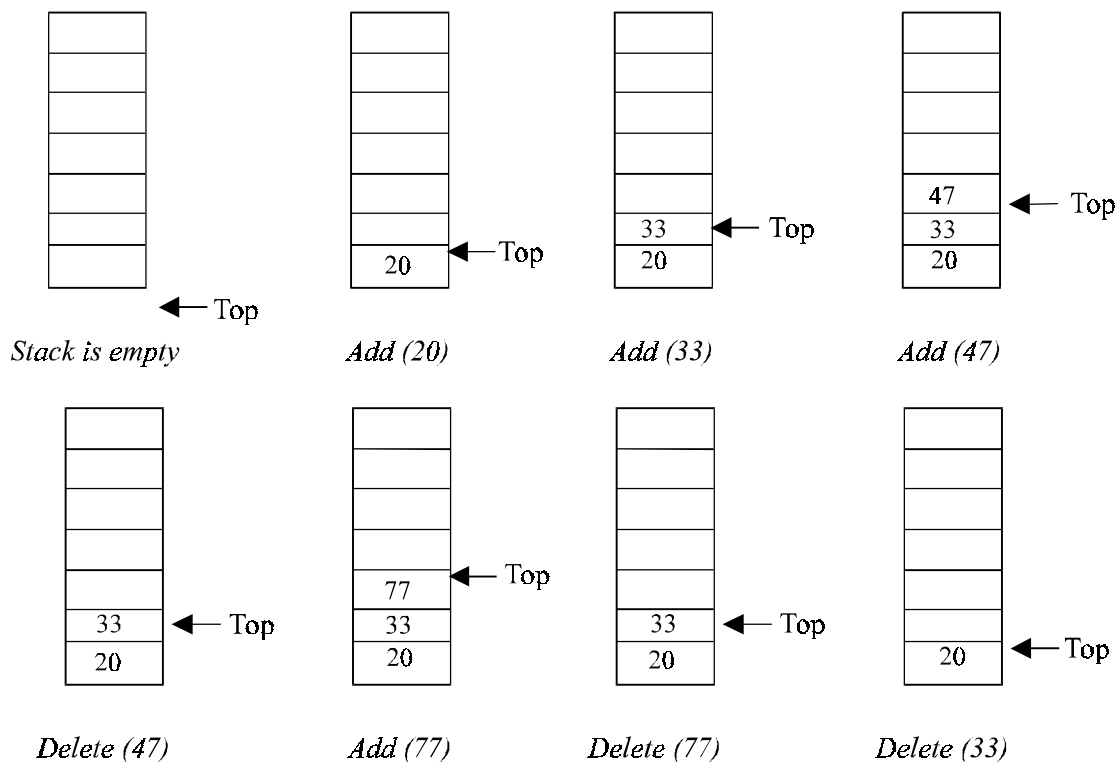 47
Top
33
Top
33
Top
20
20
20
Top
Stack is empty
Add (20)
Add (33)
Add (47)
Top
77
33
Top
33
33
Top
20
20
20
20
Top
Delete (47)
Add (77)
Delete (77)
Delete (33)